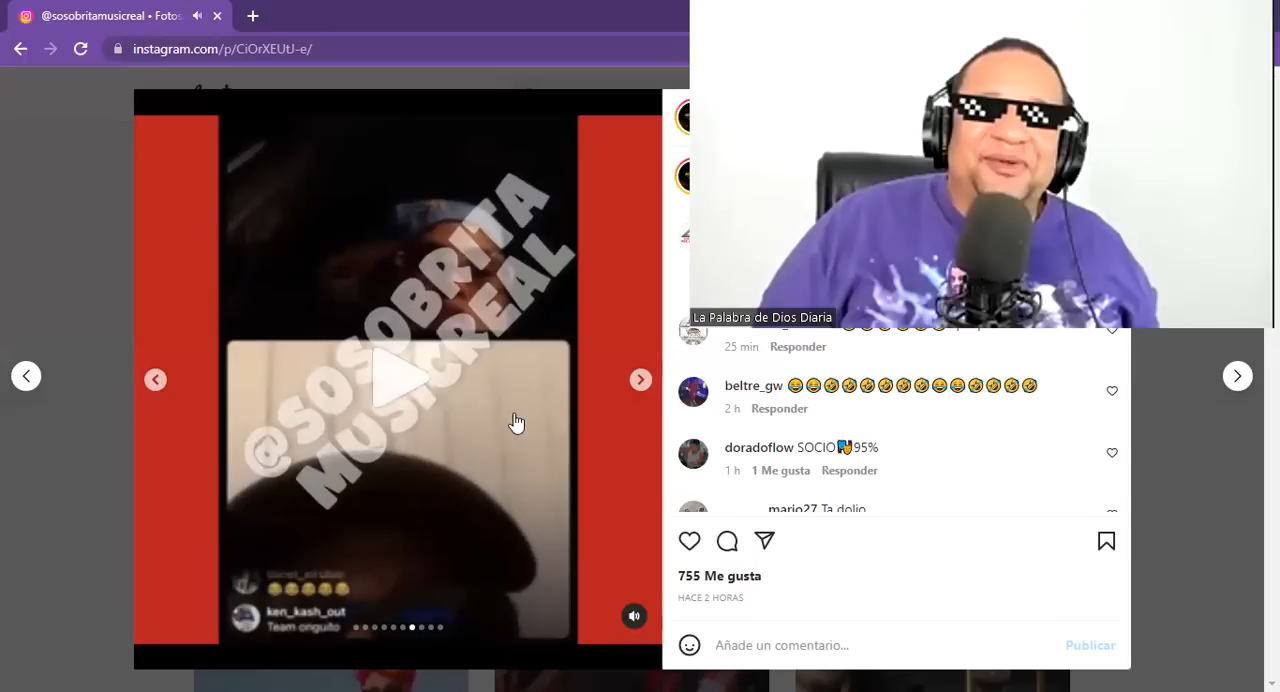 @sosobritamusicreal • Fotos
instagram.com/p/CiOrXEUtJ-e/
@SOSOBRITA
MUSICREAL
ken_kash_out
Team onguito
La Palabra de Dios Diaria
25 min Responder
beltre_gw 😂😂🤣🤣🤣🤣🤣🤣😂😂🤣🤣🤣🤣
2 h Responder
doradoflow SOCIO 95%
1 h 1 Me gusta Responder
mario27 Ta dolio
755 Me gusta
HACE 2 HORAS
Añade un comentario...
Publicar